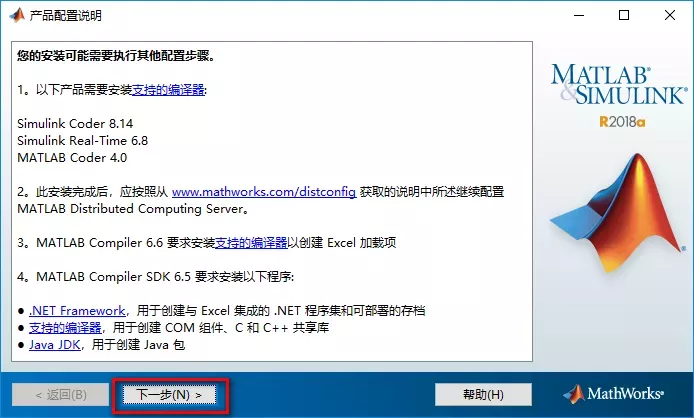 产品配置说明
您的安装可能需要执行其他配置步骤。
1。以下产品需要安装支持的编译器:
Simulink Coder 8.14
Simulink Real-Time 6.8
MATLAB Coder 4.0
2。此安装完成后，应按照从 www.mathworks.com/distconfig 获取的说明中所述继续配置
MATLAB Distributed Computing Server。
3。MATLAB Compiler 6.6 要求安装支持的编译器以创建 Excel 加载项
4。MATLAB Compiler SDK 6.5 要求安装以下程序:
● .NET Framework，用于创建与 Excel 集成的 .NET 程序集和可部署的存档
● 支持的编译器，用于创建 COM 组件、C 和 C++ 共享库
● Java JDK，用于创建 Java 包
MATLAB®
&SIMULINK®
R2018a
< 返回(B)
下一步(N) >
帮助(H)
MathWorks®